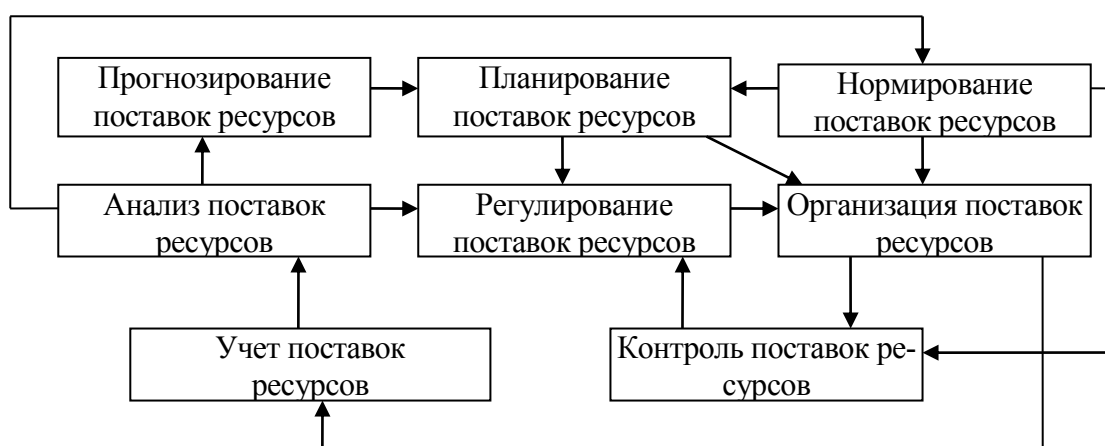 Прогнозирование
поставок ресурсов
Планирование
поставок ресурсов
Нормирование
поставок ресурсов
Анализ поставок
ресурсов
Регулирование
поставок ресурсов
Организация поставок
ресурсов
Учет поставок
ресурсов
Контроль поставок ре-
сурсов